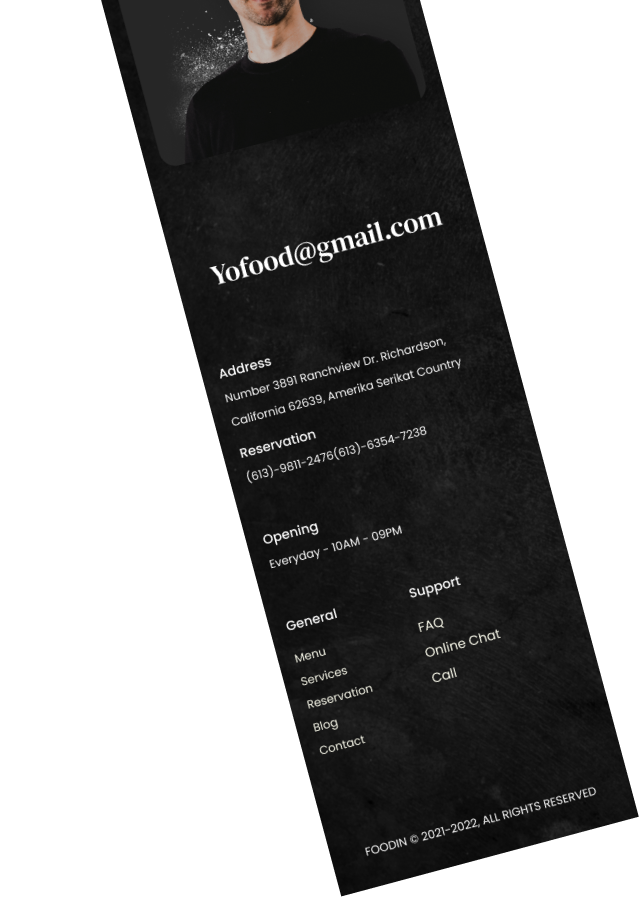 Yofood@gmail.com
Address
Number 3891 Ranchview Dr. Richardson,
California 62639, Amerika Serikat Country
Reservation
(613)-9811-2476(613)-6354-7238
Opening
Everyday - 10AM - 09PM
General
Menu
Services
Reservation
Blog
Contact
Support
FAQ
Online Chat
Call
FOODIN © 2021-2022, ALL RIGHTS RESERVED